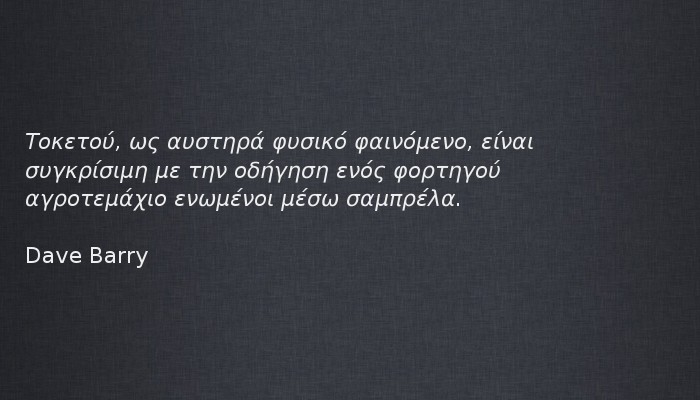 Τοκετού, ως αυστηρά φυσικό φαινόμενο, είναι
συγκρίσιμη με την οδήγηση ενός φορτηγού
αγροτεμάχιο ενωμένοι μέσω σαμπρέλα.
Dave Barry